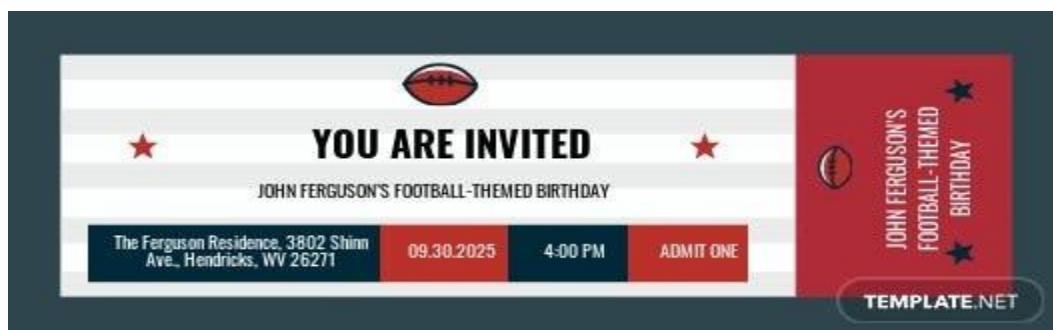 YOU ARE INVITED
JOHN FERGUSON'S FOOTBALL-THEMED BIRTHDAY
The Ferguson Residence, 3802 Shinn
Ave., Hendricks, WV 26271
09.30.2025
4:00 PM
ADMIT ONE
JOHN FERGUSON'S
FOOTBALL-THEMED
BIRTHDAY
TEMPLATE.NET